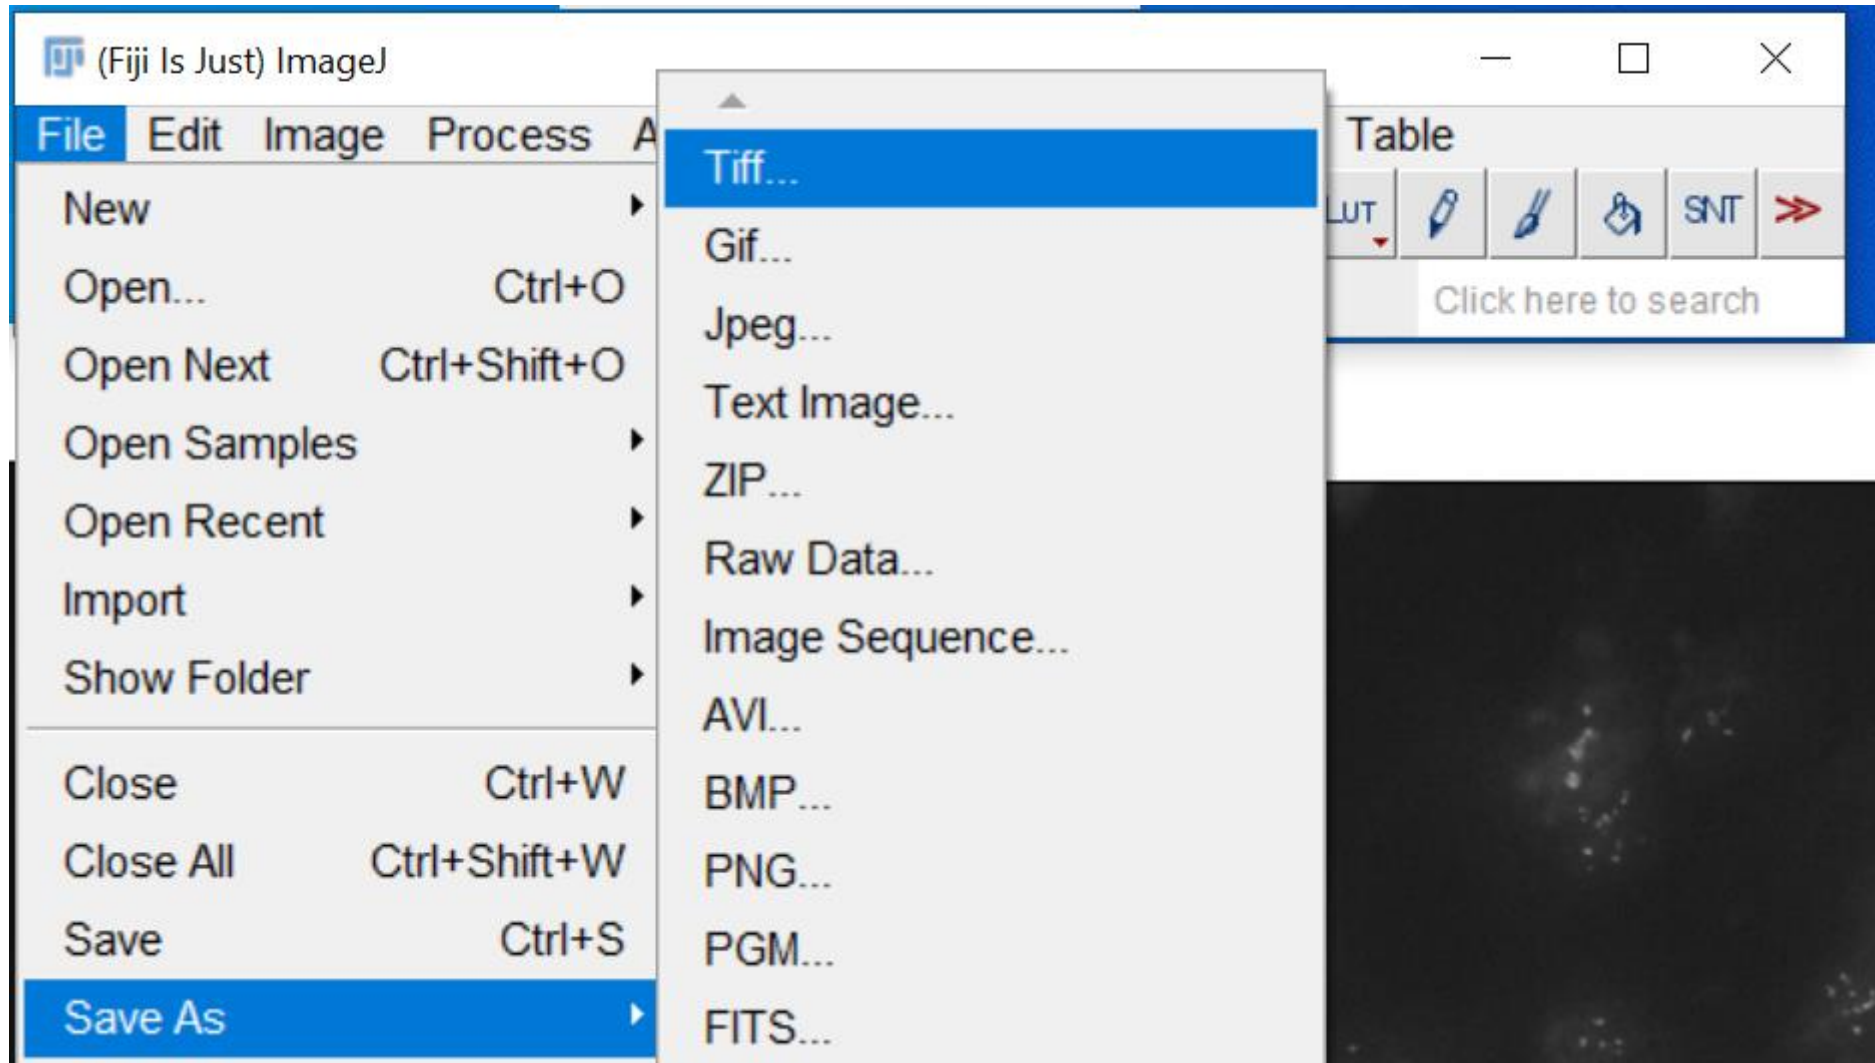 (Fiji Is Just) ImageJ
File Edit Image Process A Table
New
Open... Ctrl+O
Open Next Ctrl+Shift+O
Open Samples
Open Recent
Import
Show Folder
Close Ctrl+W
Close All Ctrl+Shift+W
Save Ctrl+S
Save As
Tiff...
Gif...
Jpeg...
Text Image...
ZIP...
Raw Data...
Image Sequence...
AVI...
BMP...
PNG...
PGM...
FITS...
LUT SNT >>
Click here to search